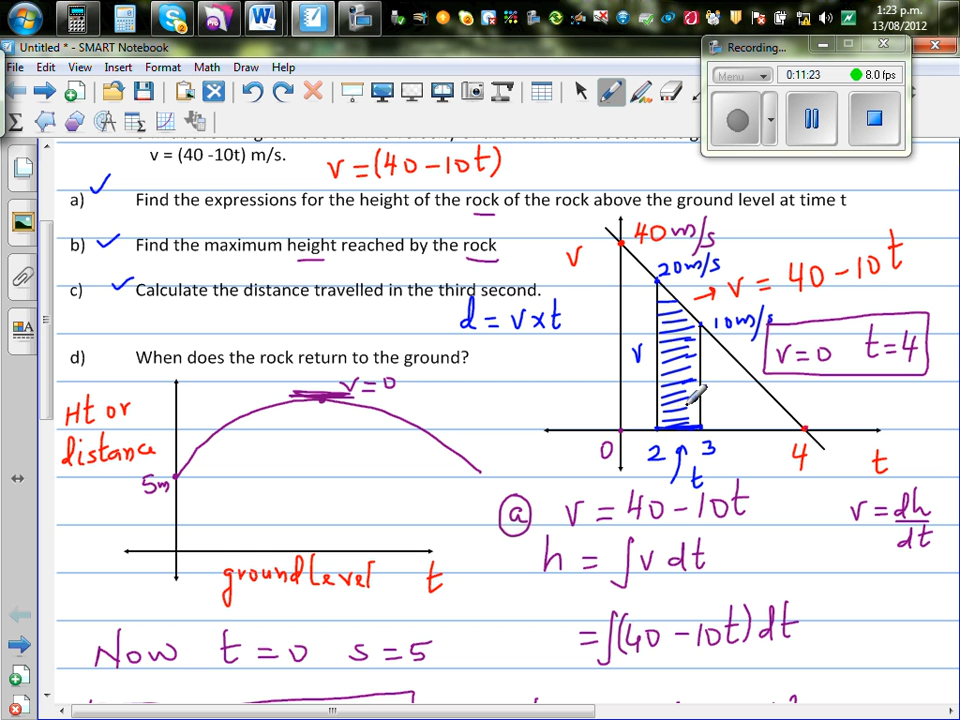 1:23 p.m.
13/08/2012
Untitled * - SMART Notebook
File Edit View Insert Format Math Draw Help
Recording...
Menu
0:11:23
8.0 fps
v = (40 -10t) m/s.
v = (40 - 10t)
a) Find the expressions for the height of the rock of the rock above the ground level at time t
b) Find the maximum height reached by the rock
c) Calculate the distance travelled in the third second.
d = v x t
d) When does the rock return to the ground?
v
40 m/s
20m/s
v = 40 - 10t
10m/s
v
v=0 t=4
0 2 3 4 t
t
Ht or
distance
v = 0
5m
ground level t
a v = 40 - 10t
v = dh/dt
h = ∫v dt
= ∫(40 - 10t) dt
Now t = 0 s = 5